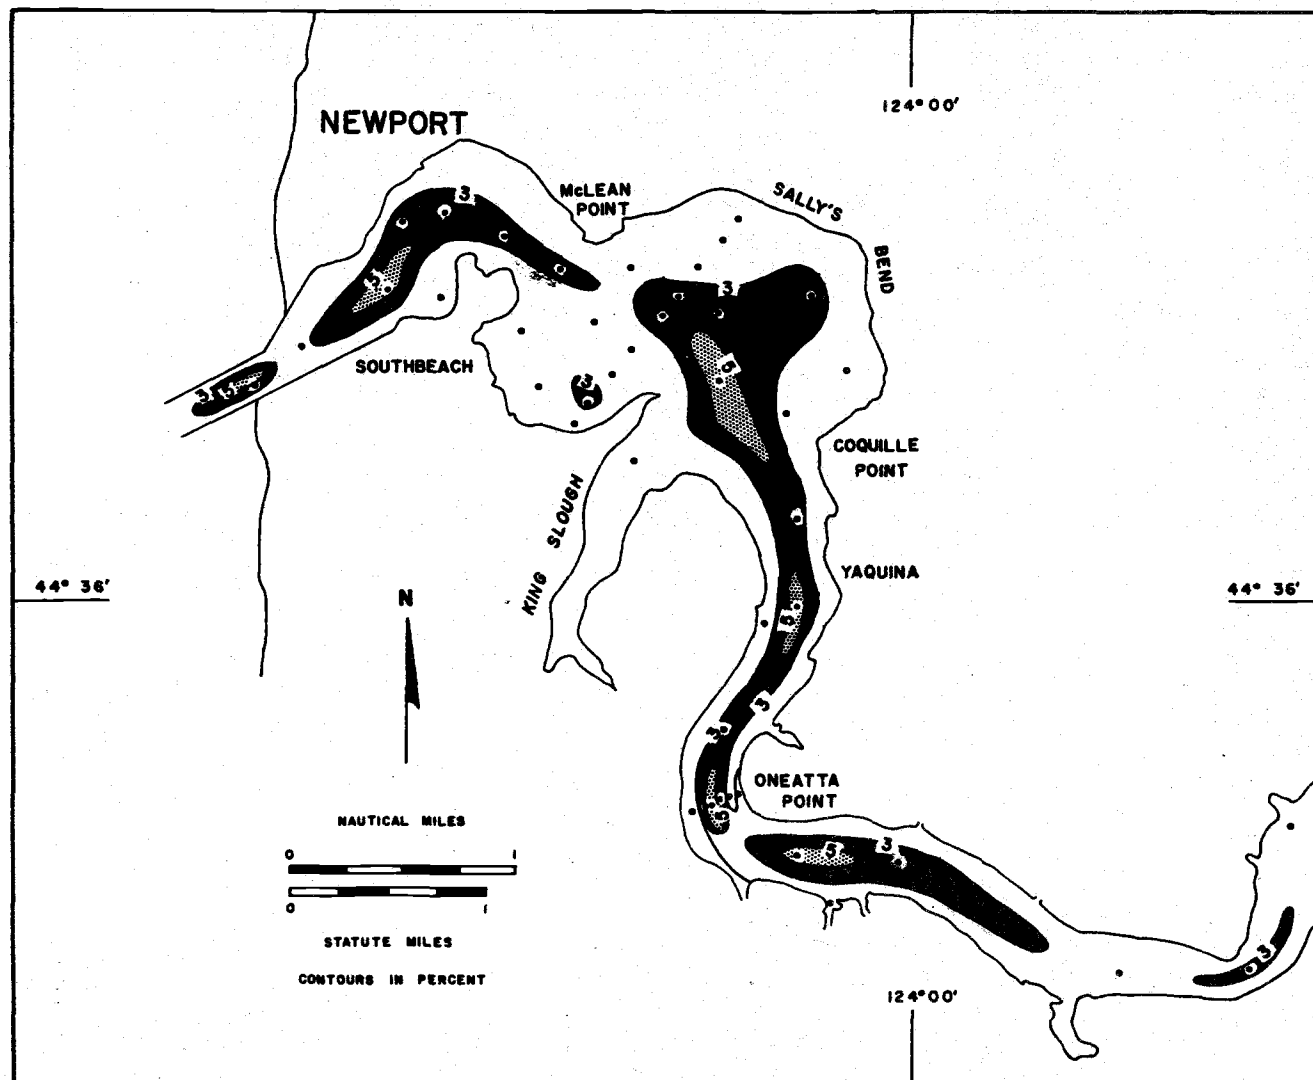 124° 00'
NEWPORT
McLEAN
POINT
SALLY'S
BEND
3
3
5
3
5
SOUTHBEACH
3
5
3
COQUILLE
POINT
KING SLOUGH
44° 36'
YAQUINA
44° 36'
N
5
3
3
ONEATTA
POINT
5
NAUTICAL MILES
0 1
0 1
STATUTE MILES
CONTOURS IN PERCENT
5
3
3
124° 00'